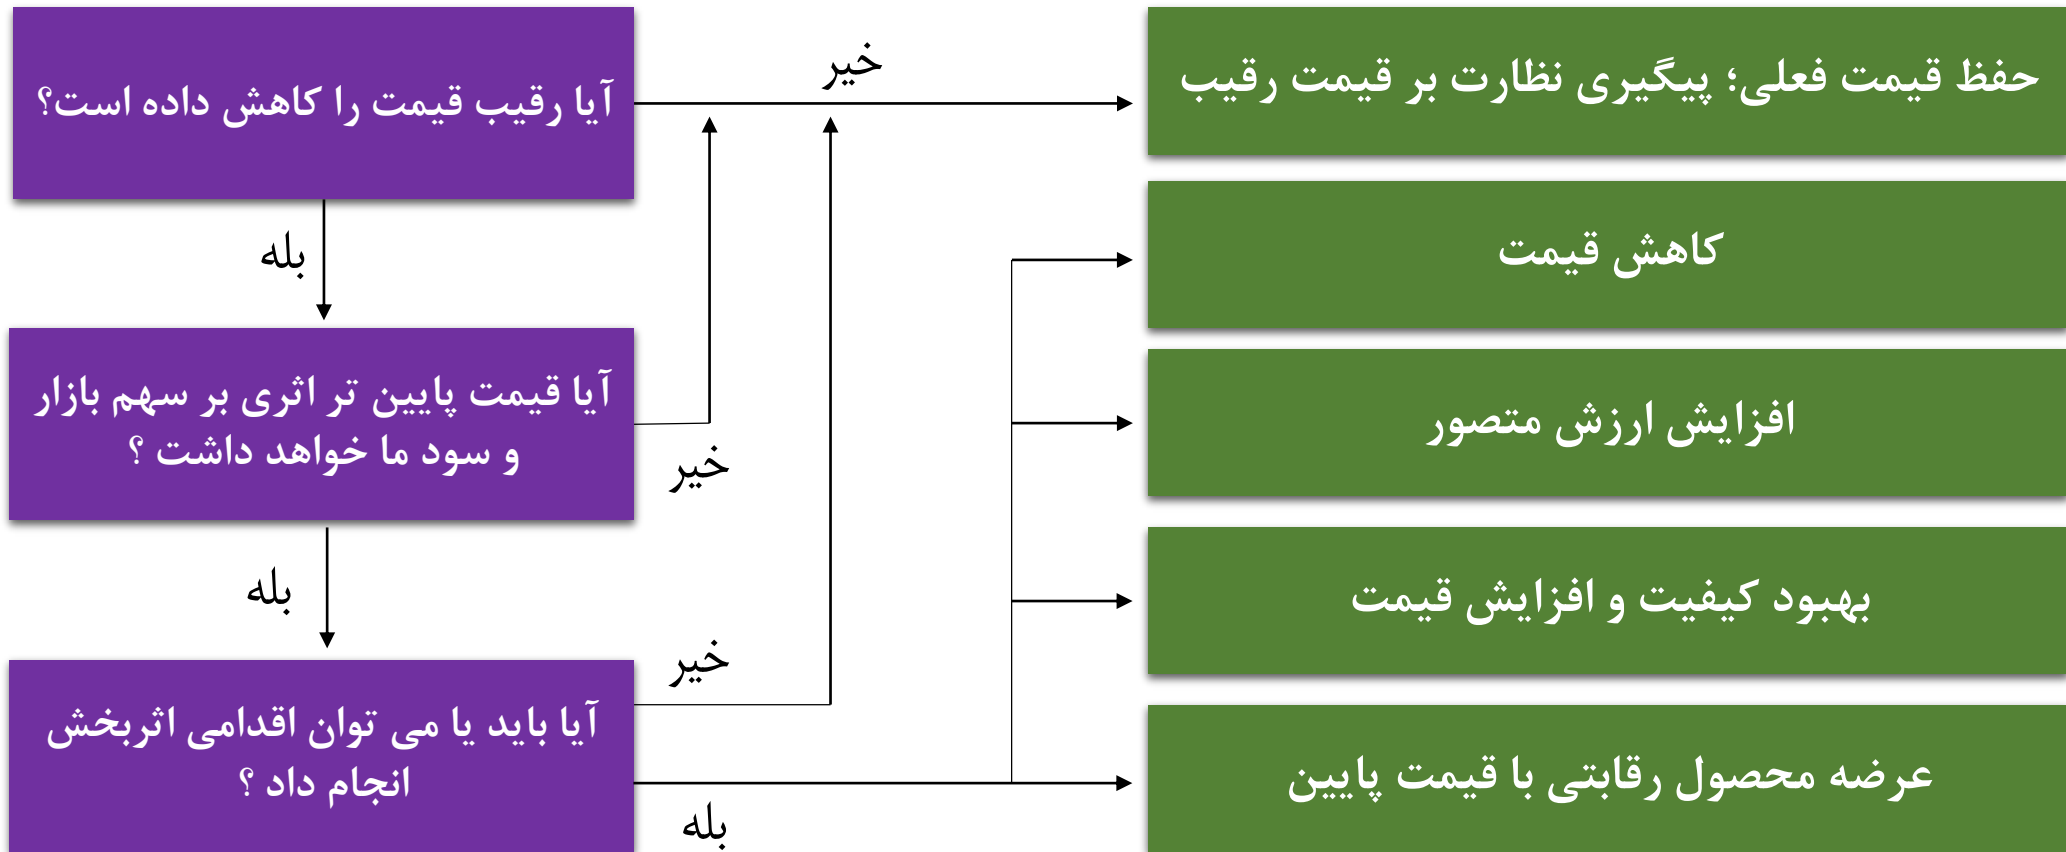 آیا رقیب قیمت را کاهش داده است؟
خیر
حفظ قیمت فعلی؛ پیگیری نظارت بر قیمت رقیب
بله
کاهش قیمت
آیا قیمت پایین تر اثری بر سهم بازار
و سود ما خواهد داشت ؟
خیر
افزایش ارزش متصور
بله
بهبود کیفیت و افزایش قیمت
خیر
آیا باید یا می توان اقدامی اثربخش
انجام داد ؟
بله
عرضه محصول رقابتی با قیمت پایین